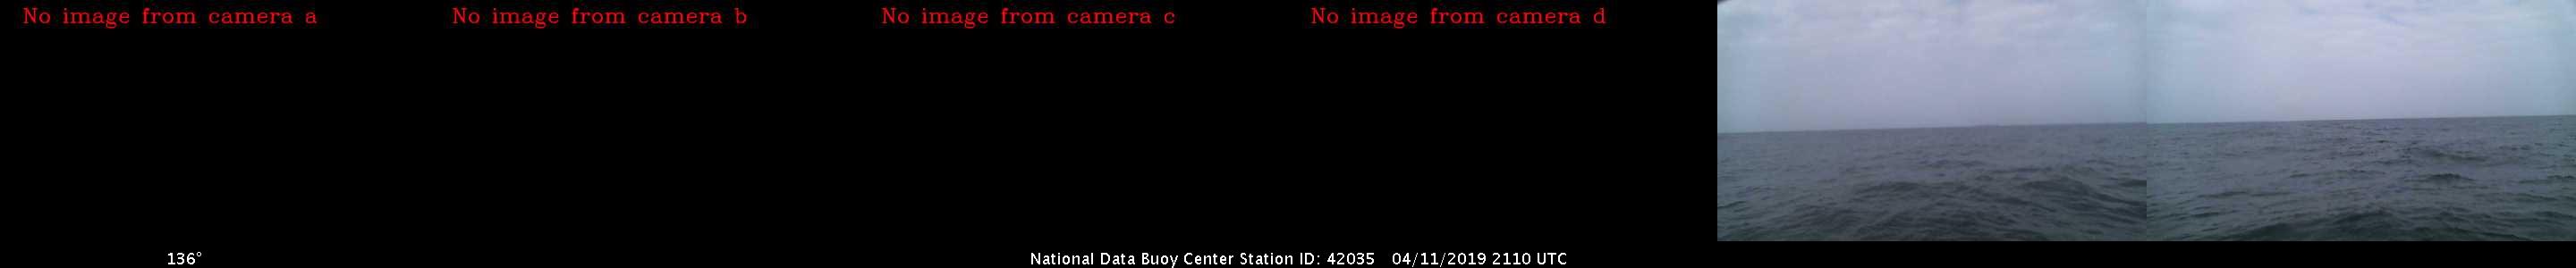 No image from camera a
No image from camera b
No image from camera c
No image from camera d
136°
National Data Buoy Center Station ID: 42035 04/11/2019 2110 UTC